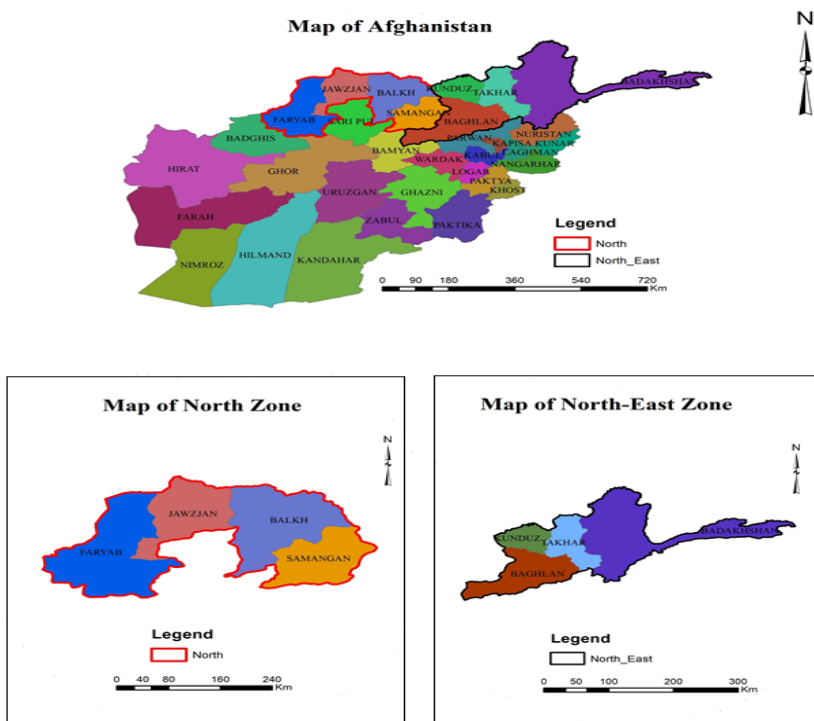 Map of Afghanistan
N
JAWZJAN
BALKH
KUNDUZ
TAKHAR
BADAKHSHAN
FARYAB
SARI PUL
SAMANGAN
BAGHLAN
BADGHIS
BAMYAN
PARWAN
NURISTAN
KAPISA KUNAR
HIRAT
GHOR
WARDAK
KABUL
LAGHMAN
LOGAR
NANGARHAR
URUZGAN
GHAZNI
PAKTYA
KHOST
FARAH
ZABUL
PAKTIKA
NIMROZ
HILMAND
KANDAHAR
Legend
North
North_East
0 90 180 360 540 720
Km
Map of North Zone
N
JAWZJAN
BALKH
FARYAB
SAMANGAN
Legend
North
0 40 80 160 240
Km
Map of North-East Zone
N
KUNDUZ
TAKHAR
BADAKHSHAN
BAGHLAN
Legend
North_East
0 50 100 200 300
Km